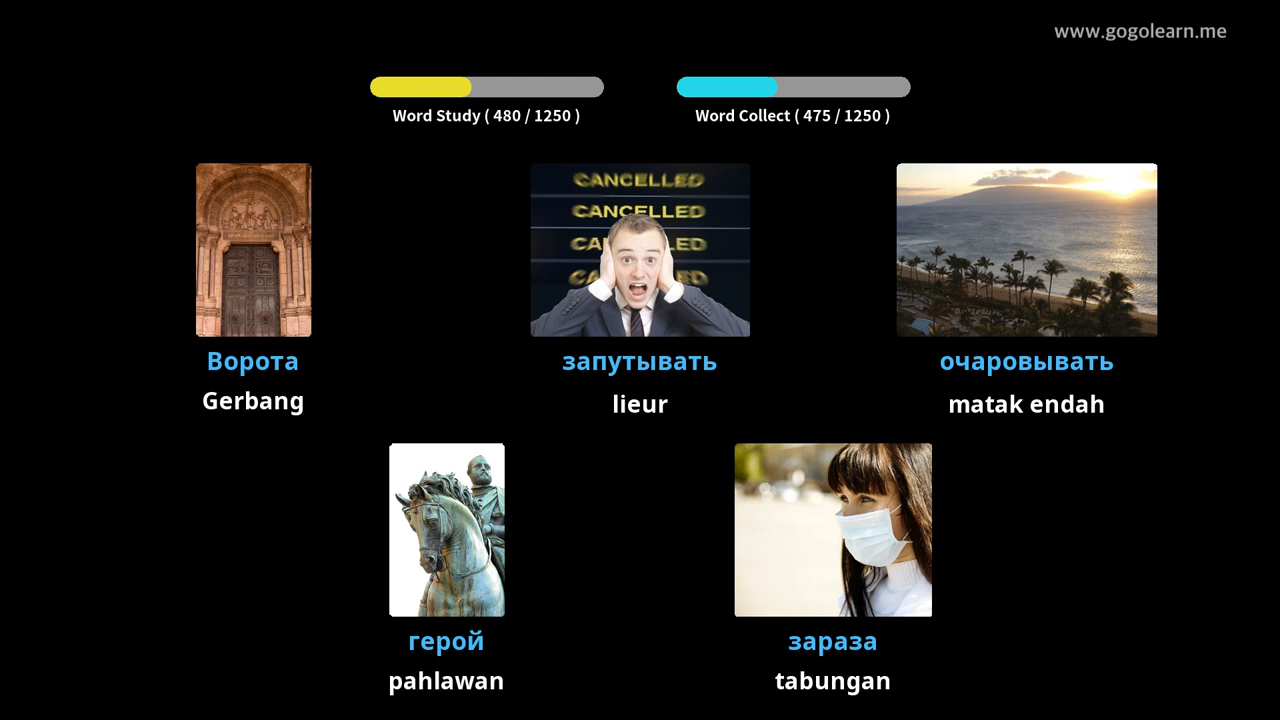 www.gogolearn.me
Word Study ( 480 / 1250 )
Word Collect ( 475 / 1250 )
CANCELLED
CANCELLED
Ворота
запутывать
очаровывать
Gerbang
lieur
matak endah
герой
зараза
pahlawan
tabungan